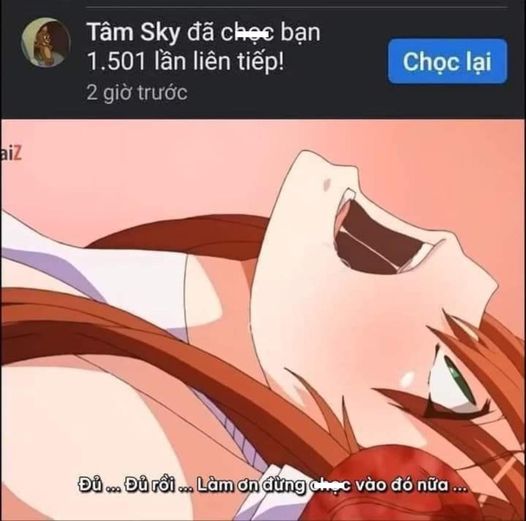 Tâm Sky đã chọc bạn
1.501 lần liên tiếp!
2 giờ trước
Chọc lại
aiZ
Đủ ... Đủ rồi ... Làm ơn đừng chọc vào đó nữa ...